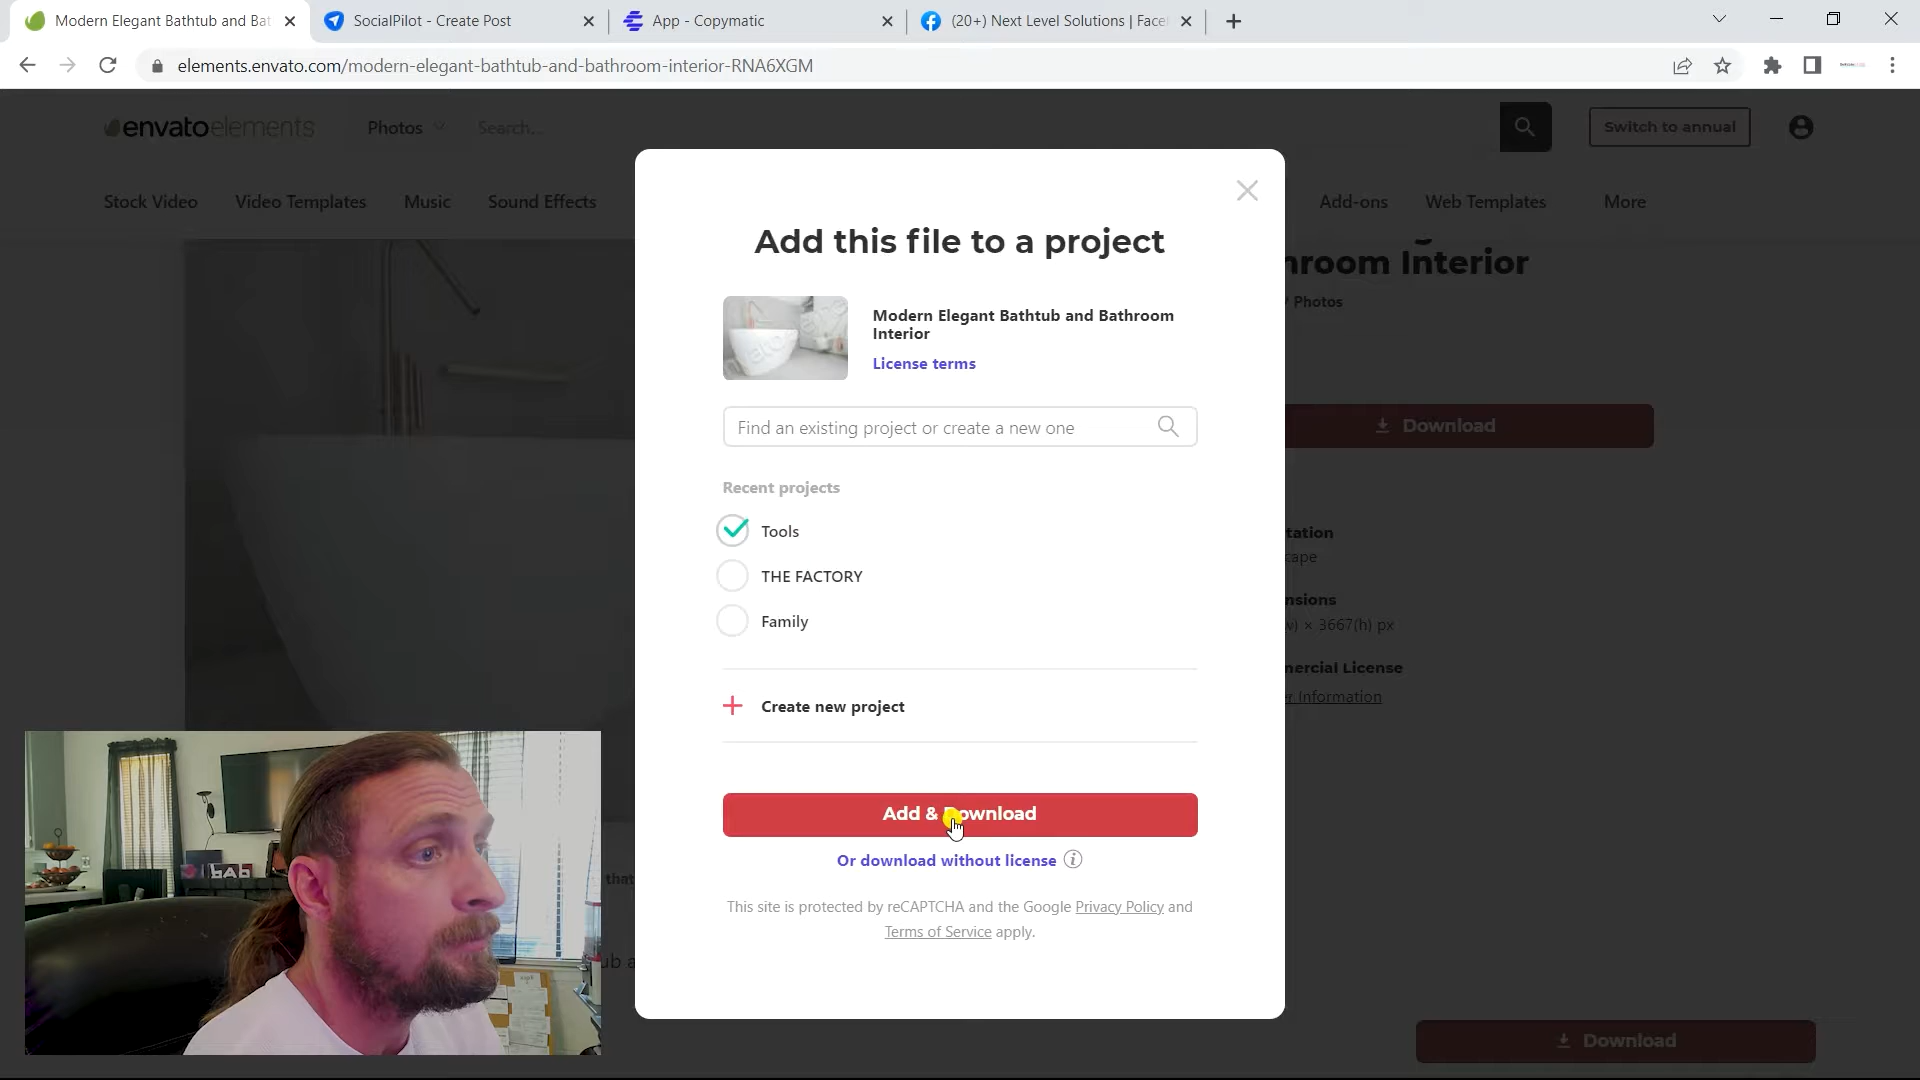 Modern Elegant Bathtub and Bat
SocialPilot - Create Post
App - Copymatic
(20+) Next Level Solutions | Face
elements.envato.com/modern-elegant-bathtub-and-bathroom-interior-RNA6XGM
envatoelements
Photos
Search...
Switch to annual
Stock Video
Video Templates
Music
Sound Effects
Add-ons
Web Templates
More
room Interior
Photos
Download
tation
cape
nsions
× 3667(h) px
nercial License
Information
Add this file to a project
Modern Elegant Bathtub and Bathroom
Interior
License terms
Find an existing project or create a new one
Recent projects
Tools
THE FACTORY
Family
Create new project
Add & Download
Or download without license
This site is protected by reCAPTCHA and the Google Privacy Policy and
Terms of Service apply.
that
Download